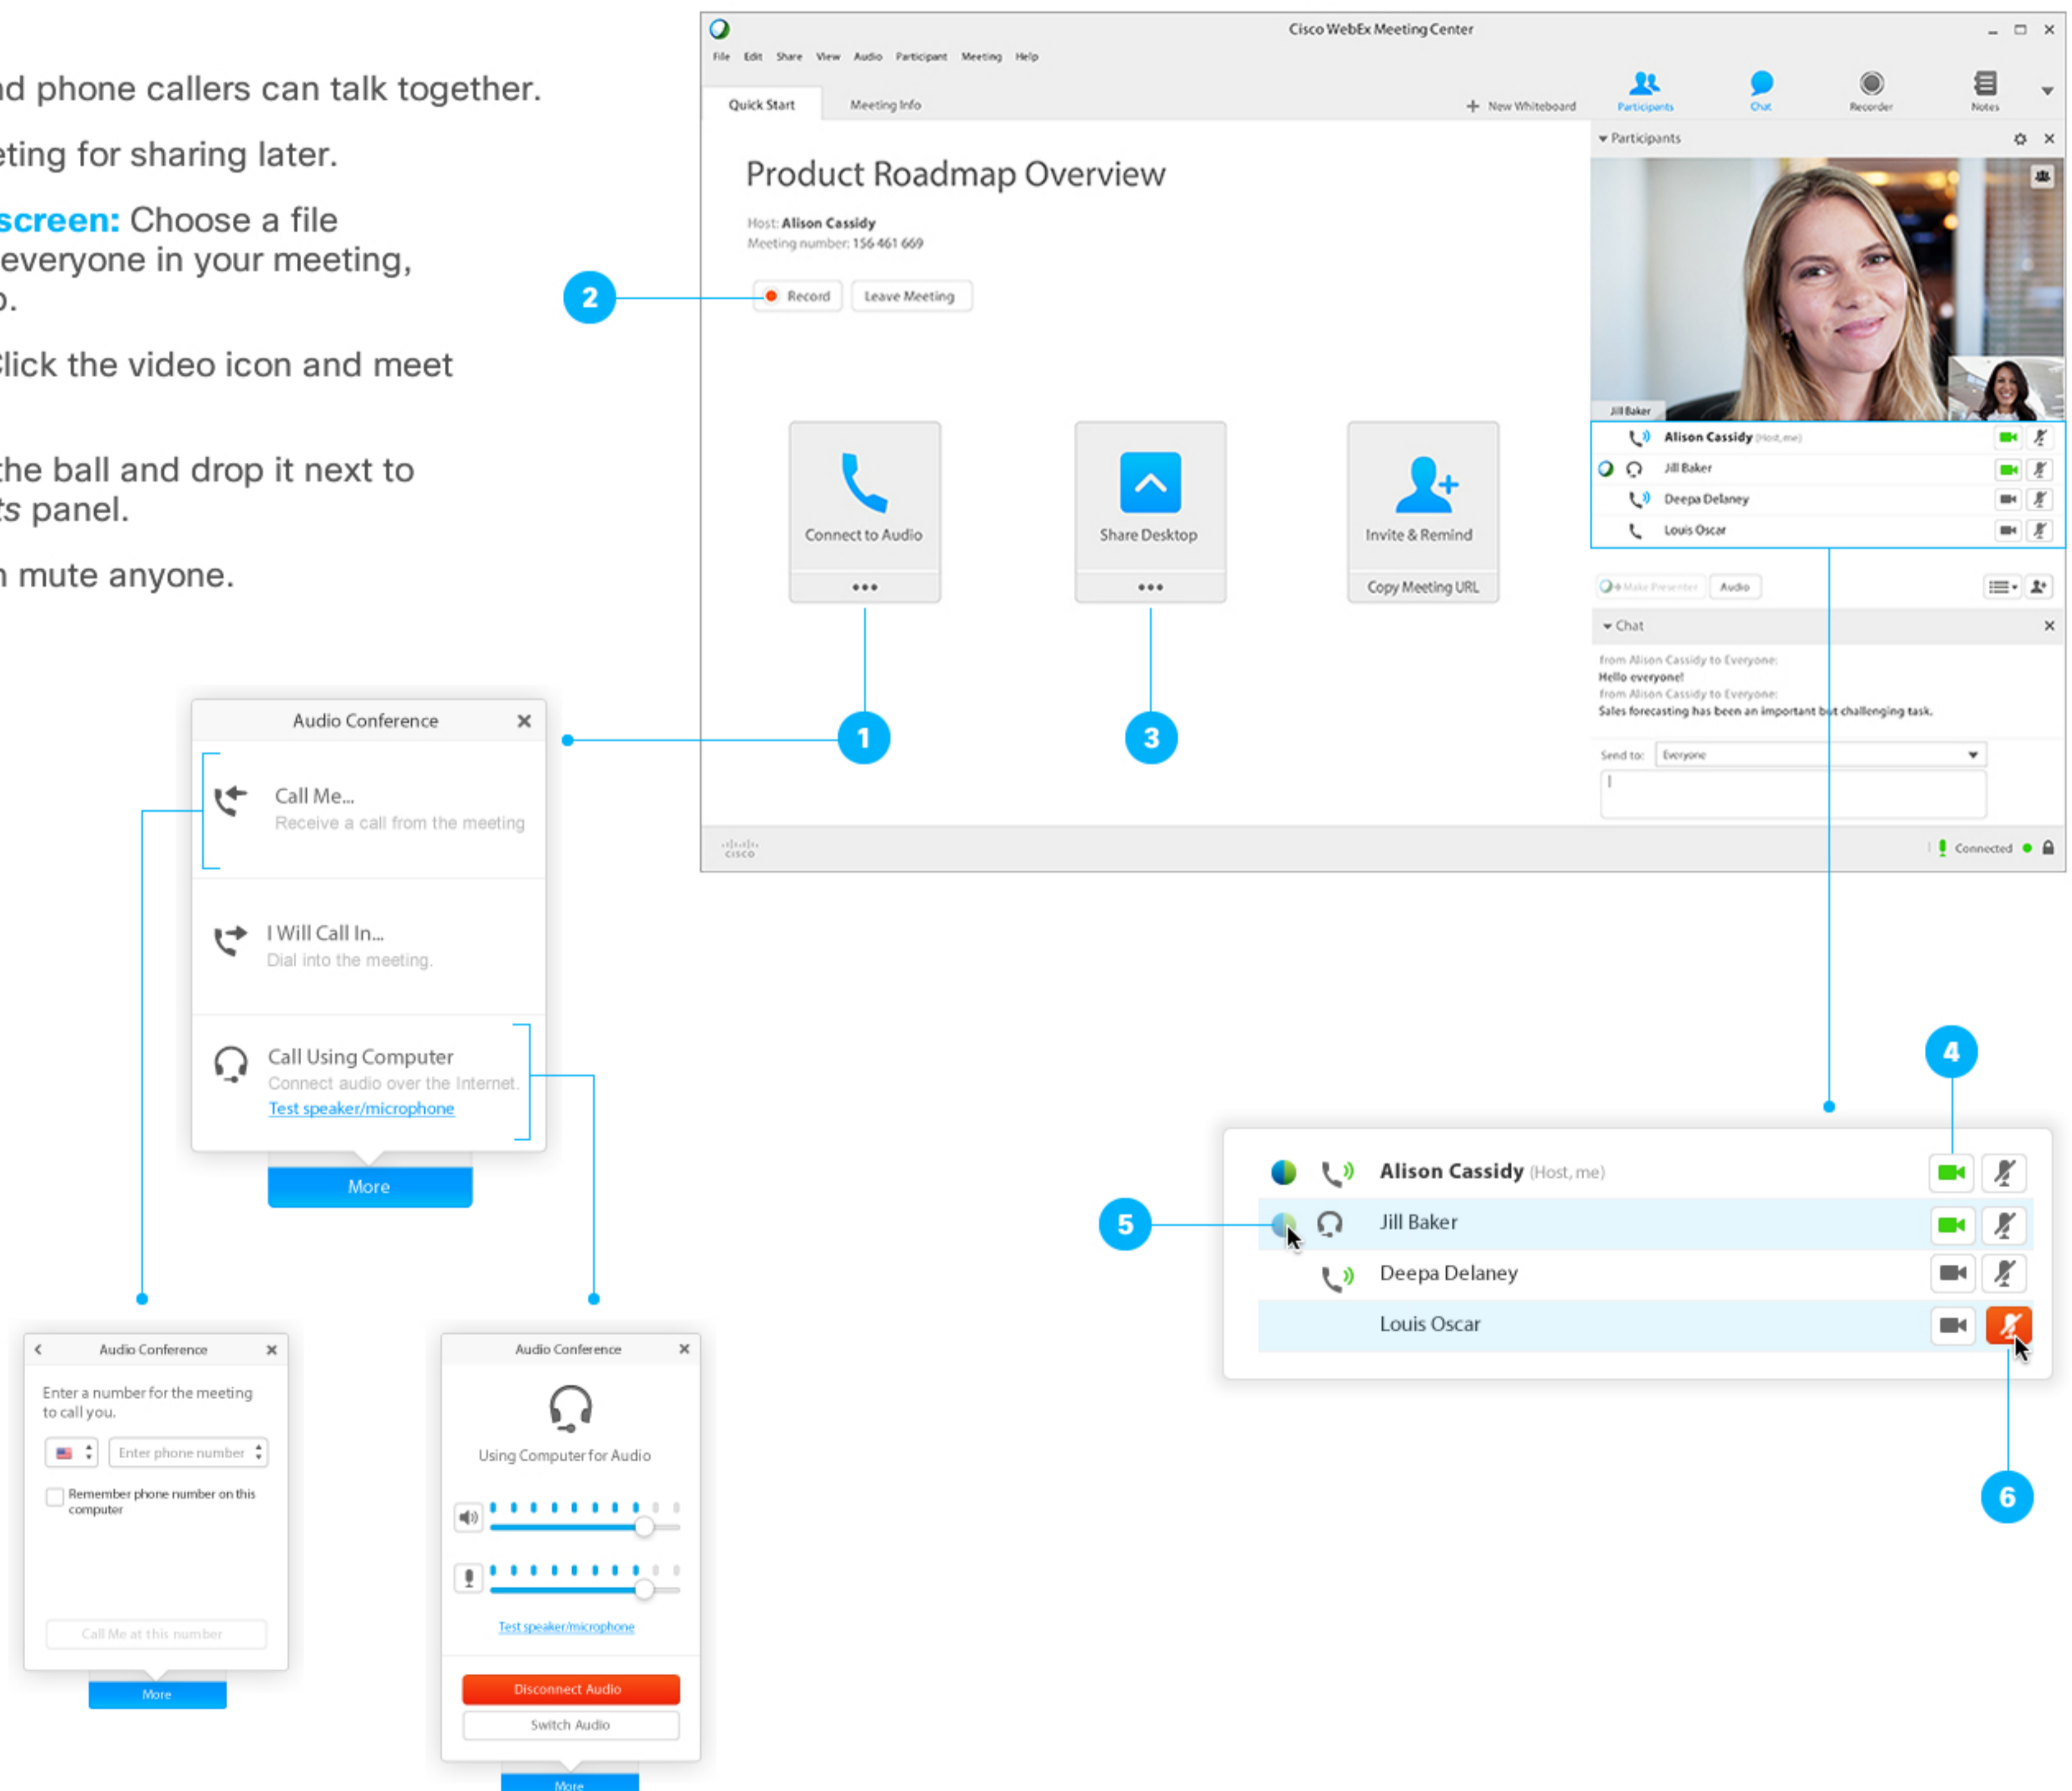 nd phone callers can talk together.
eting for sharing later.
screen: Choose a file
everyone in your meeting,
o.
Click the video icon and meet
the ball and drop it next to
ts panel.
n mute anyone.
Cisco WebEx Meeting Center
File Edit Share View Audio Participant Meeting Help
Quick Start Meeting Info + New Whiteboard Participants Chat Recorder Notes
Participants
Product Roadmap Overview
Host: Alison Cassidy
Meeting number: 156 461 669
2 Record Leave Meeting
Jill Baker
Alison Cassidy (Host, me)
Jill Baker
Deepa Delaney
Louis Oscar
Connect to Audio Share Desktop Invite & Remind
Copy Meeting URL
Make Presenter Audio
Chat
from Alison Cassidy to Everyone:
Hello everyone!
from Alison Cassidy to Everyone:
Sales forecasting has been an important but challenging task.
Send to: Everyone
1 3
CISCO Connected
Audio Conference
Call Me...
Receive a call from the meeting
I Will Call In...
Dial into the meeting.
Call Using Computer
Connect audio over the Internet.
Test speaker/microphone
More
4
Alison Cassidy (Host, me)
5 Jill Baker
Deepa Delaney
Louis Oscar
6
Audio Conference
Enter a number for the meeting
to call you.
Enter phone number
Remember phone number on this
computer
Call Me at this number
More
Audio Conference
Using Computer for Audio
Test speaker/microphone
Disconnect Audio
Switch Audio
More